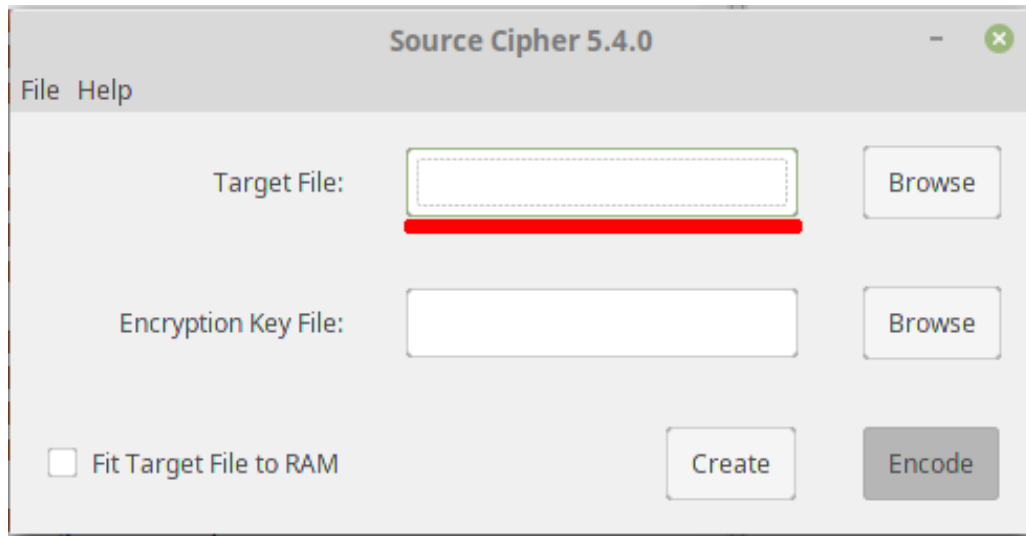 Source Cipher 5.4.0
File Help
Target File: Browse
Encryption Key File: Browse
Fit Target File to RAM Create Encode